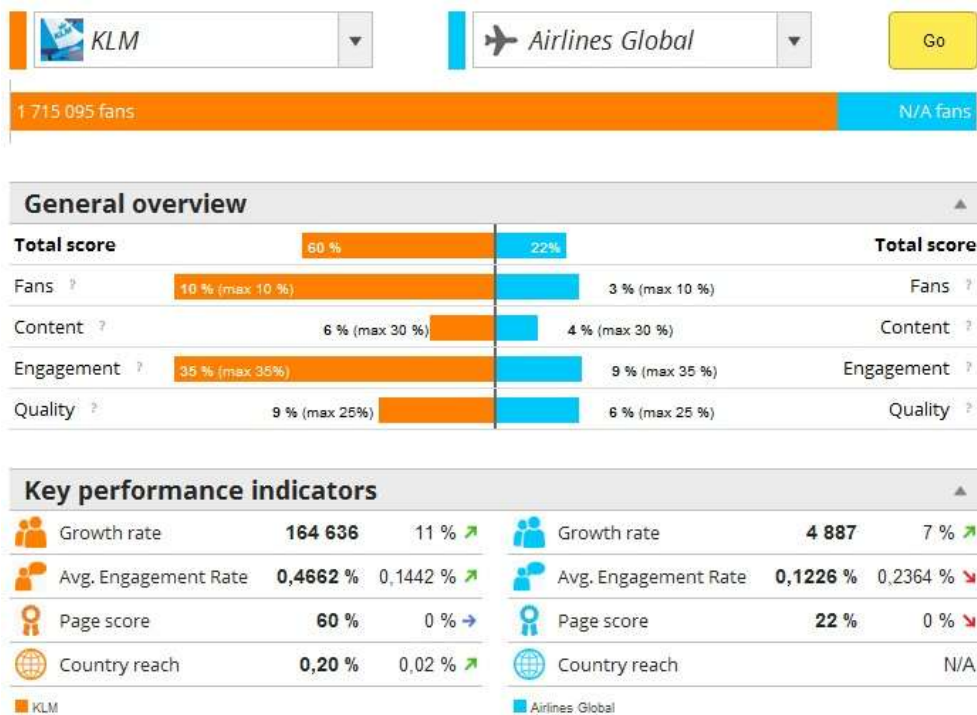 KLM
KLM Airlines Global Go
1 715 095 fans N/A fans
General overview
Total score 60 % 22% Total score
Fans ? 10 % (max 10 %) 3 % (max 10 %) Fans ?
Content ? 6 % (max 30 %) 4 % (max 30 %) Content ?
Engagement ? 35 % (max 35%) 9 % (max 35 %) Engagement ?
Quality ? 9 % (max 25%) 6 % (max 25 %) Quality ?
Key performance indicators
Growth rate 164 636 11 % Growth rate 4 887 7 %
Avg. Engagement Rate 0,4662 % 0,1442 % Avg. Engagement Rate 0,1226 % 0,2364 %
Page score 60 % 0 % Page score 22 % 0 %
Country reach 0,20 % 0,02 % Country reach N/A
KLM Airlines Global